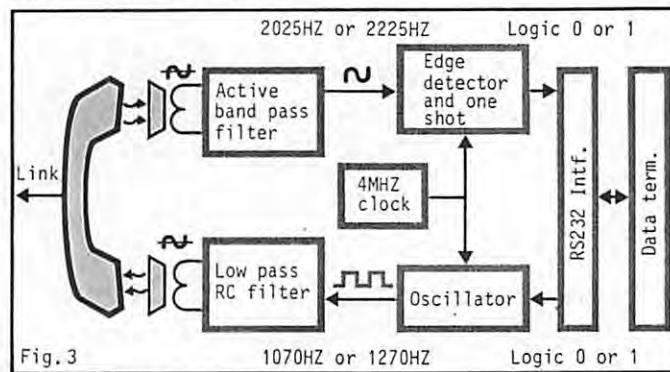 2025HZ or 2225HZ
Logic 0 or 1
Active
band pass
filter
Edge
detector
and one
shot
Link
4MHZ
clock
RS232 Intf.
Data term.
Low pass
RC filter
Oscillator
Fig.3
1070HZ or 1270HZ
Logic 0 or 1